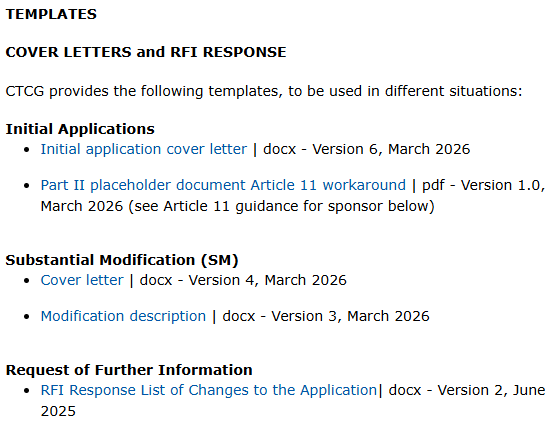 TEMPLATES
COVER LETTERS and RFI RESPONSE
CTCG provides the following templates, to be used in different situations:
Initial Applications
• Initial application cover letter | docx - Version 6, March 2026
• Part II placeholder document Article 11 workaround | pdf - Version 1.0,
March 2026 (see Article 11 guidance for sponsor below)
Substantial Modification (SM)
• Cover letter | docx - Version 4, March 2026
• Modification description | docx - Version 3, March 2026
Request of Further Information
• RFI Response List of Changes to the Application| docx - Version 2, June
2025